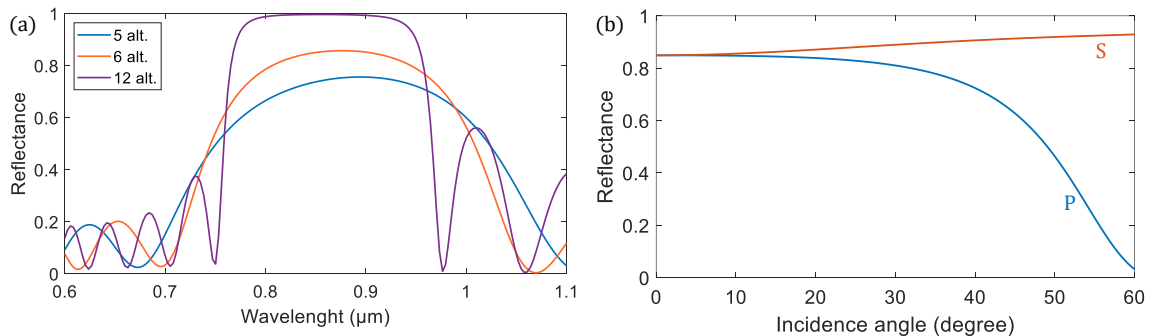 (a)
5 alt.
6 alt.
12 alt.
Reflectance
1
0.8
0.6
0.4
0.2
0
0.6
0.7
0.8
0.9
1
1.1
Wavelenght (μm)
(b)
Reflectance
1
0.8
0.6
0.4
0.2
0
S
P
0
10
20
30
40
50
60
Incidence angle (degree)